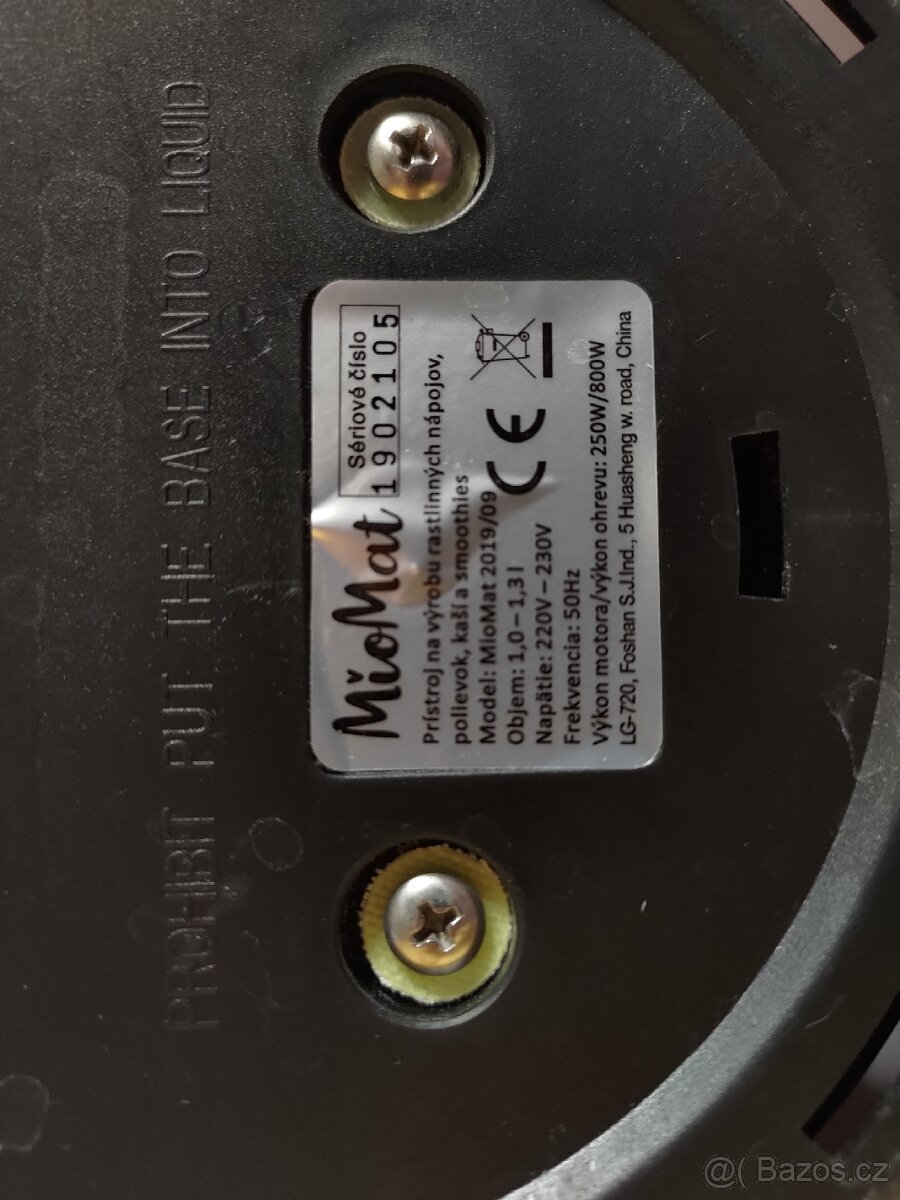 PROHIBIT PUT THE BASE INTO LIQUID
MioMat
Sériové číslo
1902105
Prístroj na výrobu rastlinných nápojov,
polievok, kaší a smoothies
Model: MioMat 2019/09
Objem: 1,0 – 1,3 l
Napätie: 220V – 230V
Frekvencia: 50Hz
Výkon motora/výkon ohrevu: 250W/800W
LG-720, Foshan S.J.Ind., 5 Huasheng w. road, China
CE
@( Bazos.cz